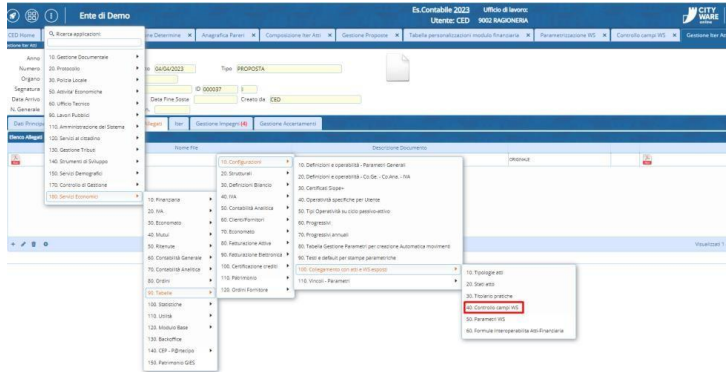 Ente di Demo
Es.Contabile 2023 Ufficio di lavoro:
Utente: CED 9002 RAGIONERIA
CITY WARE
CED Home
Determine
Anagrafica Pareri
Composizione Iter Atti
Gestione Proposte
Tabella personalizzazioni modulo finanziaria
Parametrizzazione WS
Controllo campi WS
Gestione Iter
Ricerca applicazioni
Anno
Numero
Organo
Segnatura
Data Arrivo
N. Generale
04/04/2023 Tipo PROPOSTA
ID 000037
Data Fine Sosta Creato da CED
Dati Princip
Allegati
Iter
Gestione Impegni (4)
Gestione Accertamenti
Elenco Allegati
Nome File
Descrizione Documento
ORIGINALE
Visualizzati 1
10. Gestione Documentale
20. Protocollo
30. Polizia Locale
50. Attivita' Economiche
60. Ufficio Tecnico
80. Lavori Pubblici
110. Amministrazione del Sistema
120. Servizi al cittadino
130. Gestione Tributi
140. Strumenti di Sviluppo
150. Servizi Demografici
170. Controllo di Gestione
180. Servizi Economici
10. Finanziaria
20. IVA
30. Economato
40. Mutui
50. Ritenute
60. Contabilità Generale
70. Contabilità Analitica
80. Ordini
90. Tabelle
100. Statistiche
110. Utilità
120. Modulo Base
130. Backoffice
140. CEP - P@rtecipo
150. Patrimonio GIES
10. Configurazioni
20. Strutturali
30. Definizioni Bilancio
40. IVA
50. Contabilità Analitica
60. Clienti/Fornitori
70. Economato
80. Fatturazione Attiva
90. Fatturazione Elettronica
100. Certificazione crediti
110. Patrimonio
120. Ordini Fornitore
10. Definizioni e operatività - Parametri Generali
20. Definizioni e operatività - Co.Ge. - Co.Ana. - IVA
30. Certificati Siope+
40. Operatività specifiche per Utente
50. Tipi Operatività su ciclo passivo-attivo
60. Progressivi
70. Progressivi annuali
80. Tabella Gestione Parametri per creazione Automatica movimenti
90. Testi e default per stampe parametriche
100. Collegamento con atti e WS esposti
110. Vincoli - Parametri
10. Tipologie atti
20. Stati atto
30. Titolario pratiche
40. Controllo campi WS
50. Parametri WS
60. Formule Interoperabilità Atti-Finanziaria